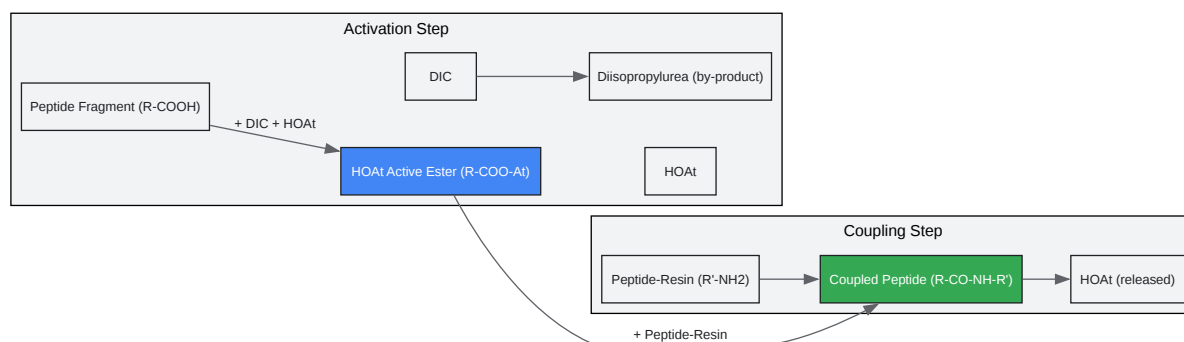 Activation Step
DIC
Diisopropylurea (by-product)
Peptide Fragment (R-COOH)
+ DIC + HOAt
HOAt Active Ester (R-COO-At)
HOAt
Coupling Step
Peptide-Resin (R'-NH2)
Coupled Peptide (R-CO-NH-R')
HOAt (released)
+ Peptide-Resin